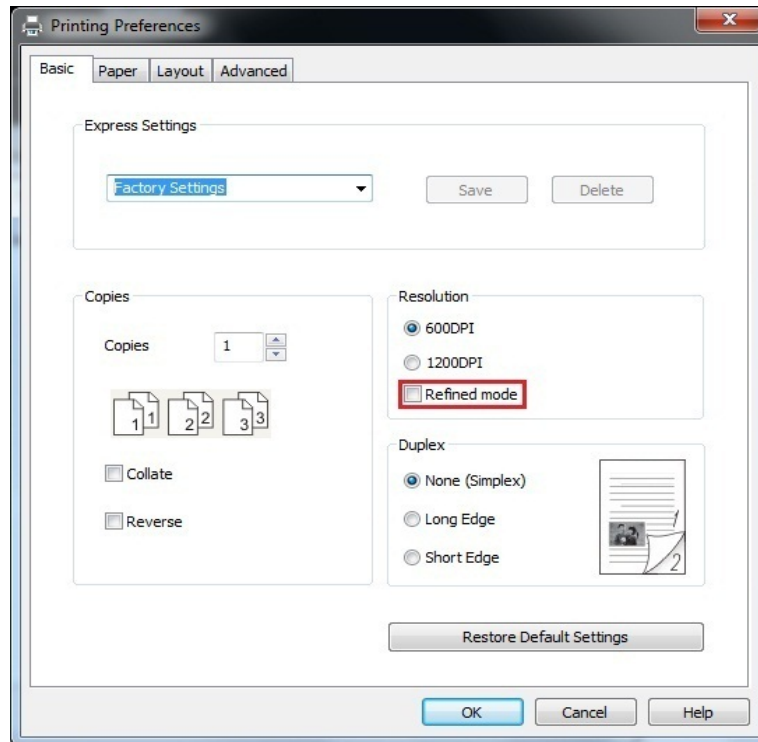 Printing Preferences
Basic Paper Layout Advanced
Express Settings
Factory Settings Save Delete
Copies
Copies 1
1 1 2 2 3 3
Collate
Reverse
Resolution
600DPI
1200DPI
Refined mode
Duplex
None (Simplex)
Long Edge
Short Edge
1
2
Restore Default Settings
OK Cancel Help